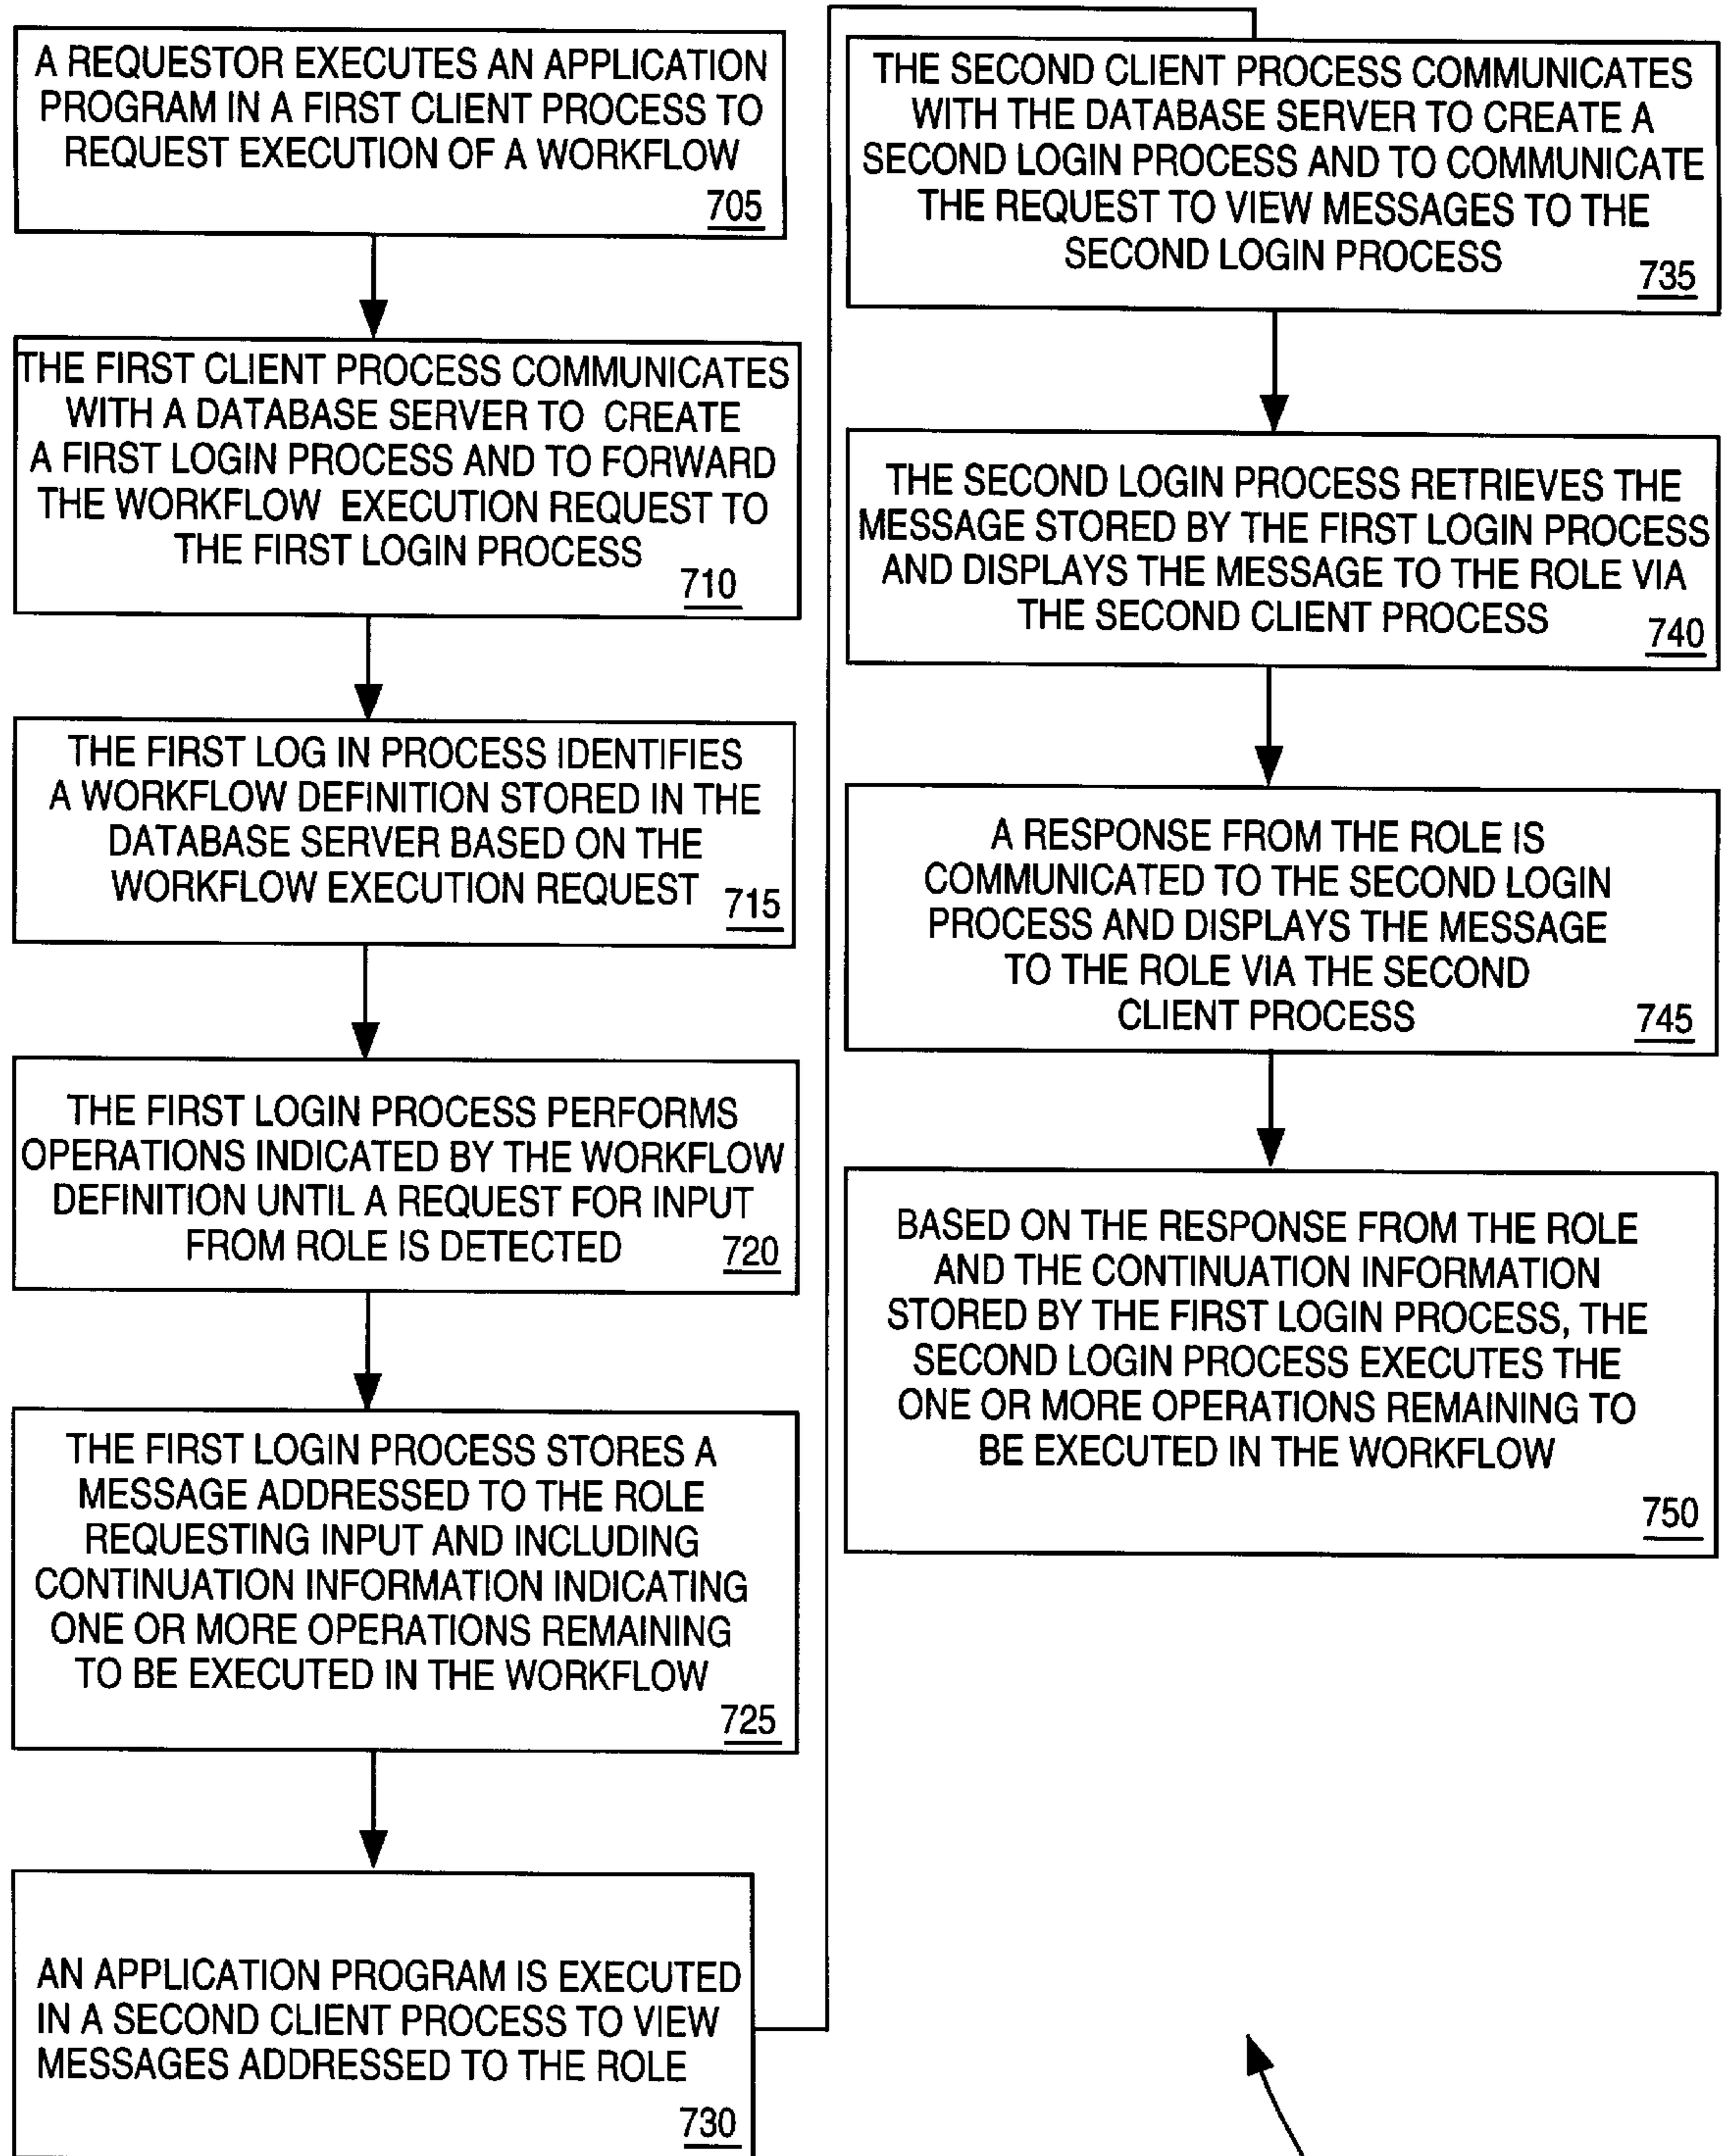 A REQUESTOR EXECUTES AN APPLICATION
PROGRAM IN A FIRST CLIENT PROCESS TO
REQUEST EXECUTION OF A WORKFLOW
705
THE FIRST CLIENT PROCESS COMMUNICATES
WITH A DATABASE SERVER TO CREATE
A FIRST LOGIN PROCESS AND TO FORWARD
THE WORKFLOW EXECUTION REQUEST TO
THE FIRST LOGIN PROCESS
710
THE FIRST LOG IN PROCESS IDENTIFIES
A WORKFLOW DEFINITION STORED IN THE
DATABASE SERVER BASED ON THE
WORKFLOW EXECUTION REQUEST 715
THE FIRST LOGIN PROCESS PERFORMS
OPERATIONS INDICATED BY THE WORKFLOW
DEFINITION UNTIL A REQUEST FOR INPUT
FROM ROLE IS DETECTED 720
THE FIRST LOGIN PROCESS STORES A
MESSAGE ADDRESSED TO THE ROLE
REQUESTING INPUT AND INCLUDING
CONTINUATION INFORMATION INDICATING
ONE OR MORE OPERATIONS REMAINING
TO BE EXECUTED IN THE WORKFLOW
725
AN APPLICATION PROGRAM IS EXECUTED
IN A SECOND CLIENT PROCESS TO VIEW
MESSAGES ADDRESSED TO THE ROLE
730
THE SECOND CLIENT PROCESS COMMUNICATES
WITH THE DATABASE SERVER TO CREATE A
SECOND LOGIN PROCESS AND TO COMMUNICATE
THE REQUEST TO VIEW MESSAGES TO THE
SECOND LOGIN PROCESS
735
THE SECOND LOGIN PROCESS RETRIEVES THE
MESSAGE STORED BY THE FIRST LOGIN PROCESS
AND DISPLAYS THE MESSAGE TO THE ROLE VIA
THE SECOND CLIENT PROCESS 740
A RESPONSE FROM THE ROLE IS
COMMUNICATED TO THE SECOND LOGIN
PROCESS AND DISPLAYS THE MESSAGE
TO THE ROLE VIA THE SECOND
CLIENT PROCESS 745
BASED ON THE RESPONSE FROM THE ROLE
AND THE CONTINUATION INFORMATION
STORED BY THE FIRST LOGIN PROCESS, THE
SECOND LOGIN PROCESS EXECUTES THE
ONE OR MORE OPERATIONS REMAINING TO
BE EXECUTED IN THE WORKFLOW
750